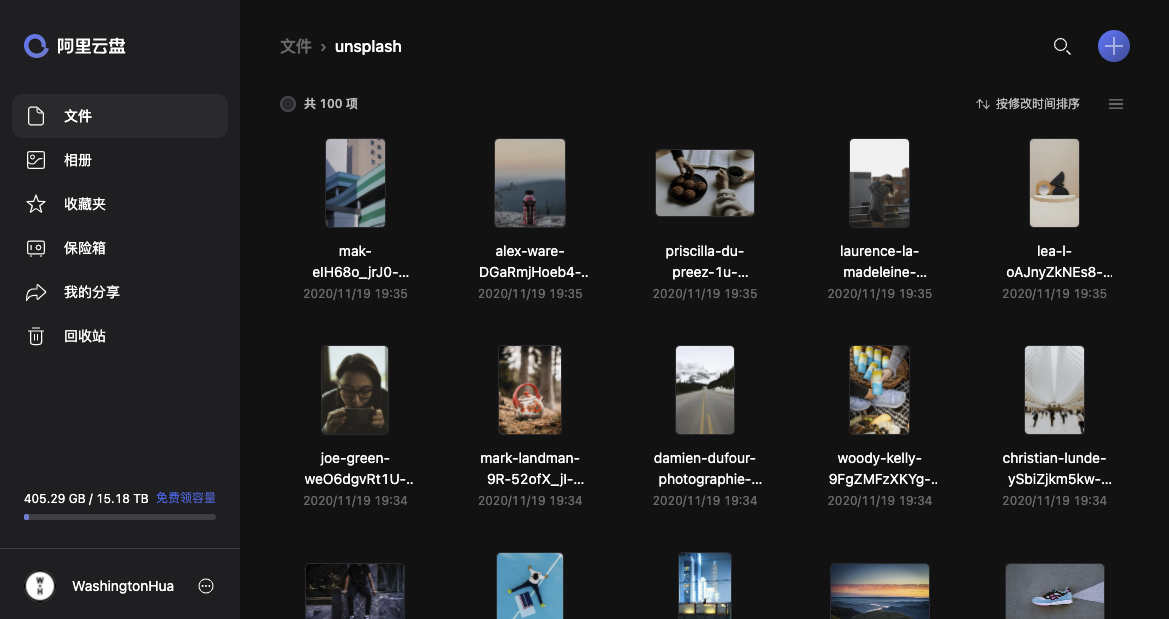 阿里云盘
文件
相册
收藏夹
保险箱
我的分享
回收站
405.29 GB / 15.18 TB 免费领容量
WashingtonHua
文件 › unsplash
共 100 项
按修改时间排序
mak-
eIH68o_jrJ0-...
2020/11/19 19:35
alex-ware-
DGaRmjHoeb4-..
2020/11/19 19:35
priscilla-du-
preez-1u-...
2020/11/19 19:35
laurence-la-
madeleine-...
2020/11/19 19:35
lea-l-
oAJnyZkNEs8-...
2020/11/19 19:35
joe-green-
weO6dgvRt1U-..
2020/11/19 19:34
mark-landman-
9R-52ofX_jI-...
2020/11/19 19:34
damien-dufour-
photographie-...
2020/11/19 19:34
woody-kelly-
9FgZMFzXKYg-..
2020/11/19 19:34
christian-lunde-
ySbiZjkm5kw-...
2020/11/19 19:34